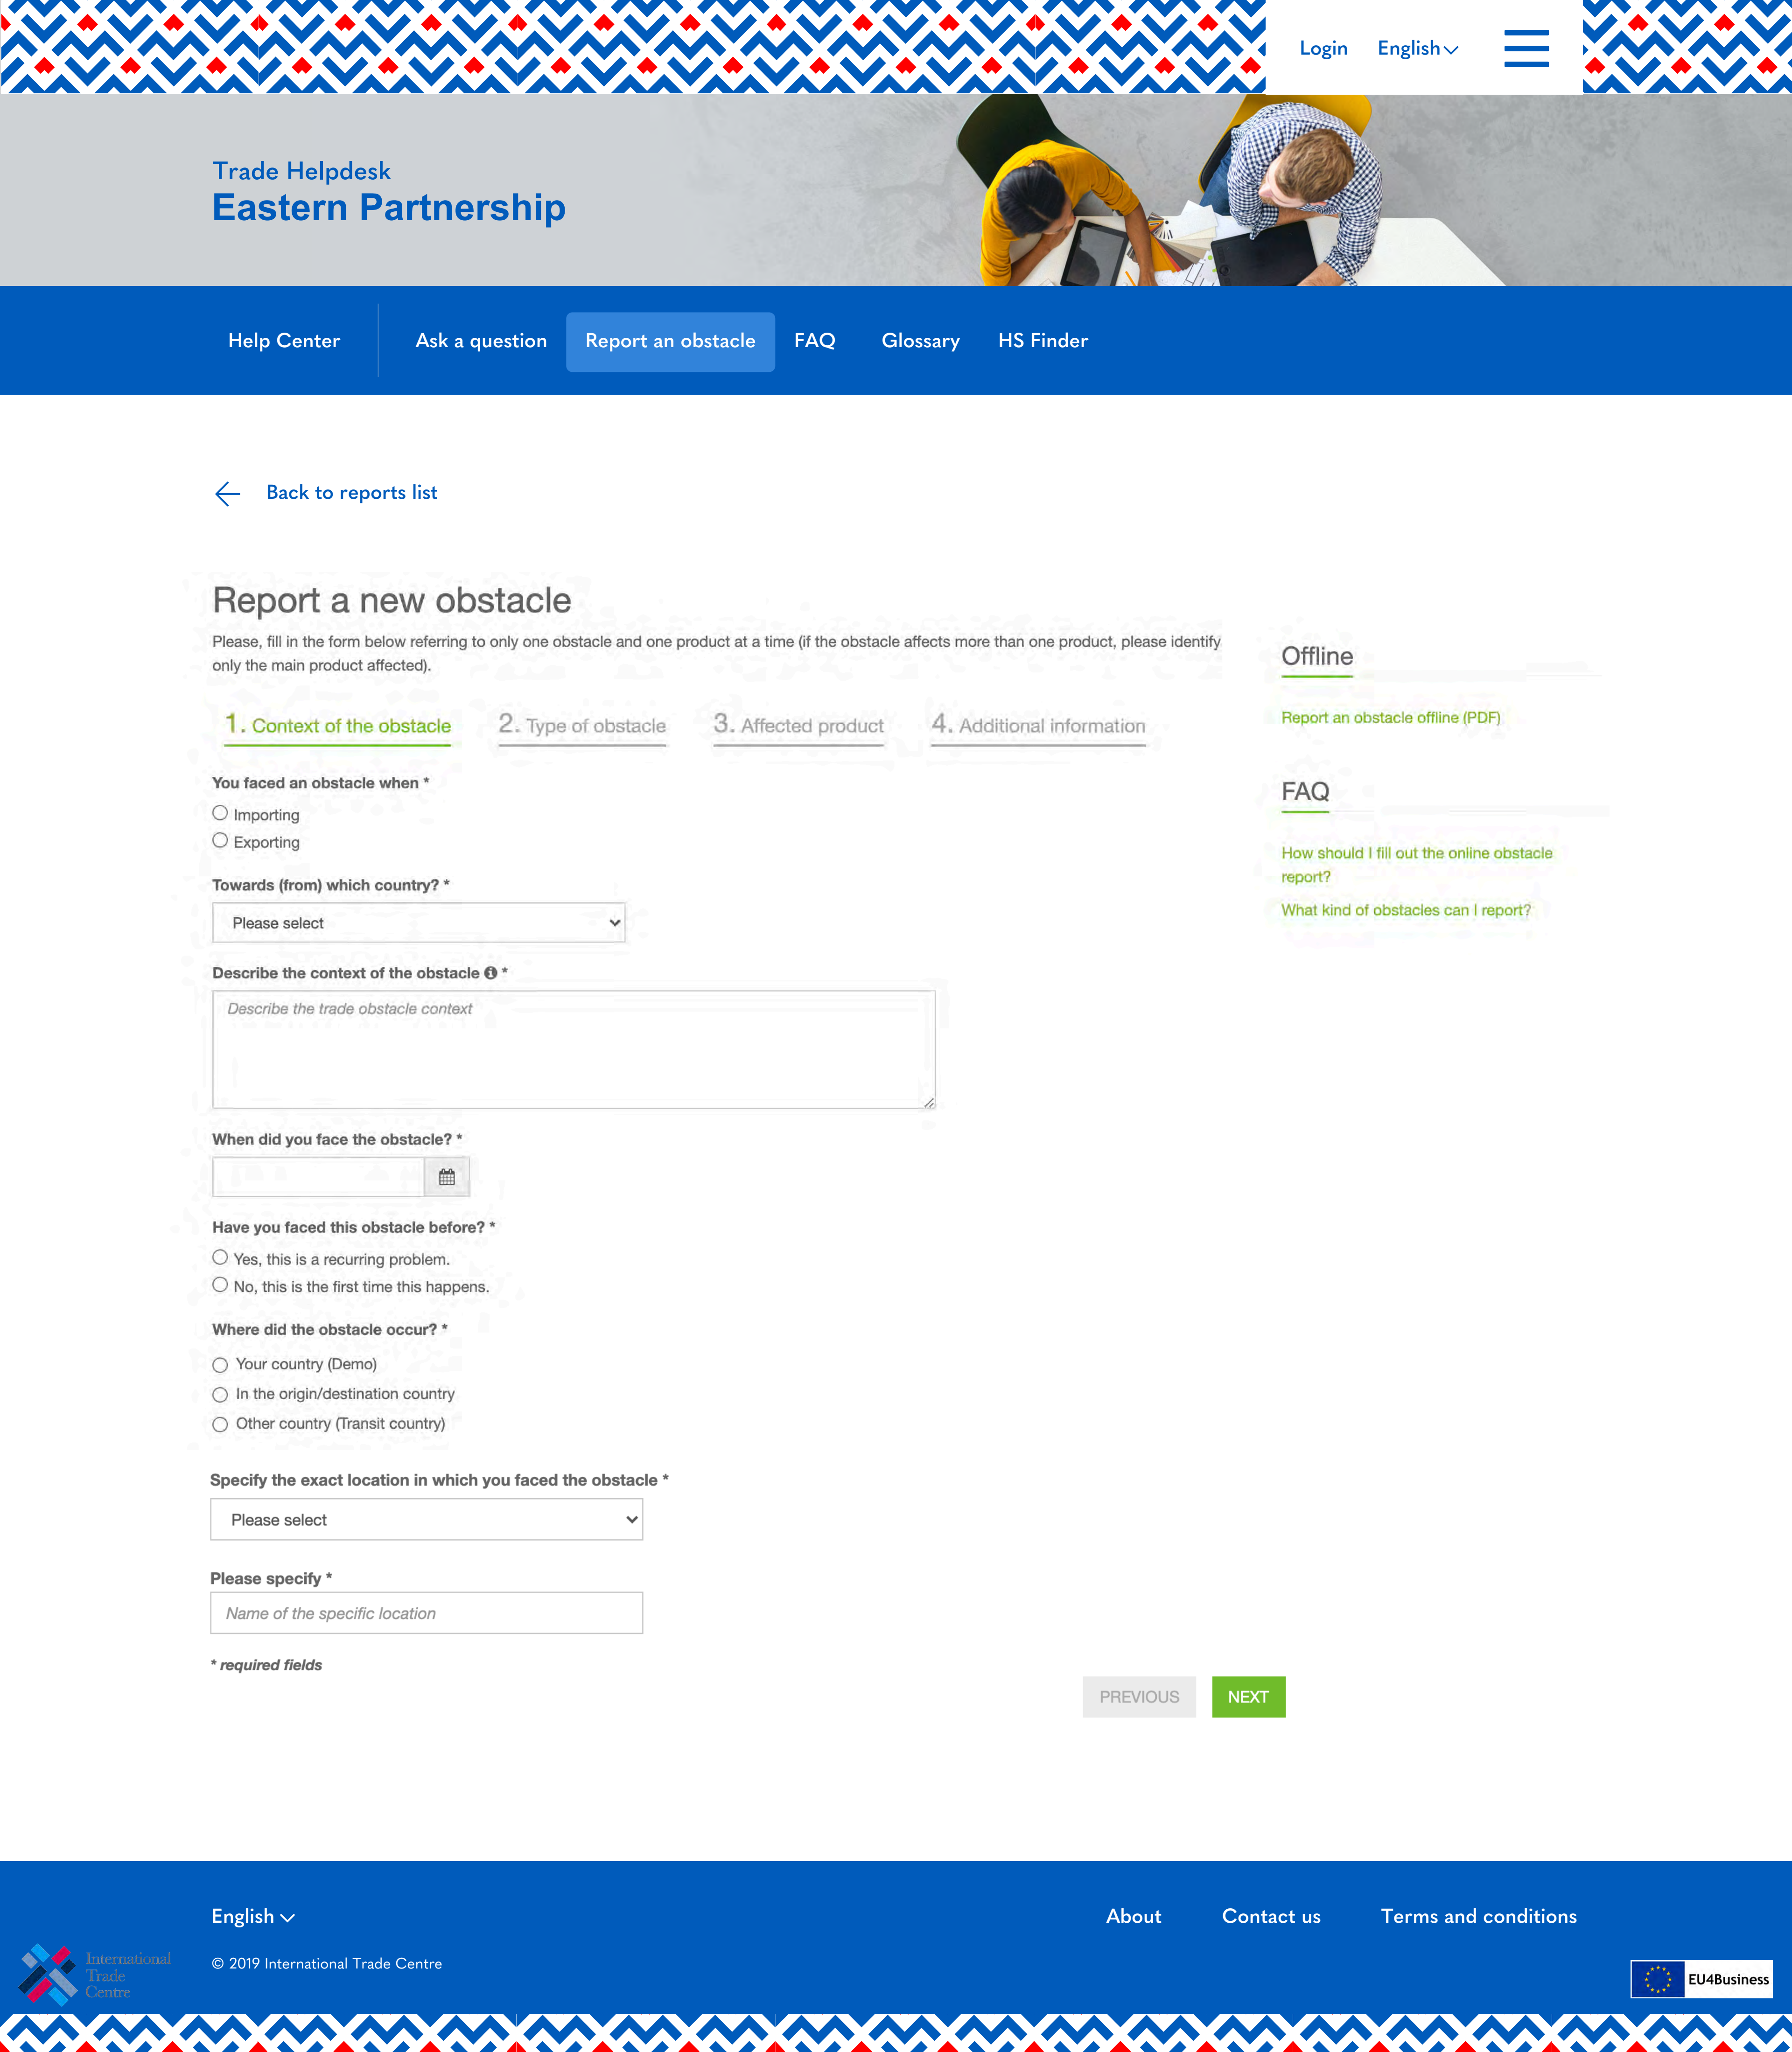 Login English
Trade Helpdesk
Eastern Partnership
Help Center Ask a question Report an obstacle FAQ Glossary HS Finder
Back to reports list
Report a new obstacle
Please, fill in the form below referring to only one obstacle and one product at a time (if the obstacle affects more than one product, please identify
only the main product affected).
1. Context of the obstacle 2. Type of obstacle 3. Affected product 4. Additional information
You faced an obstacle when *
Importing
Exporting
Towards (from) which country? *
Please select
Describe the context of the obstacle *
Describe the trade obstacle context
When did you face the obstacle? *
Have you faced this obstacle before? *
Yes, this is a recurring problem.
No, this is the first time this happens.
Where did the obstacle occur? *
Your country (Demo)
In the origin/destination country
Other country (Transit country)
Specify the exact location in which you faced the obstacle *
Please select
Please specify *
Name of the specific location
* required fields
PREVIOUS NEXT
Offline
Report an obstacle offline (PDF)
FAQ
How should I fill out the online obstacle
report?
What kind of obstacles can I report?
English
About Contact us Terms and conditions
© 2019 International Trade Centre
International
Trade
Centre
EU4Business